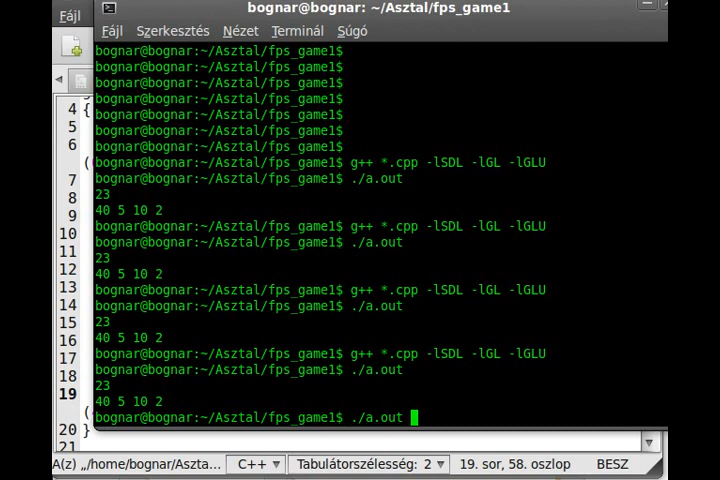 bognar@bognar: ~/Asztal/fps_game1
Fájl
Fájl Szerkesztés Nézet Terminál Súgó
bognar@bognar:~/Asztal/fps_game1$
bognar@bognar:~/Asztal/fps_game1$
bognar@bognar:~/Asztal/fps_game1$
bognar@bognar:~/Asztal/fps_game1$
bognar@bognar:~/Asztal/fps_game1$
bognar@bognar:~/Asztal/fps_game1$
bognar@bognar:~/Asztal/fps_game1$
bognar@bognar:~/Asztal/fps_game1$ g++ *.cpp -lSDL -lGL -lGLU
bognar@bognar:~/Asztal/fps_game1$ ./a.out
23
40 5 10 2
bognar@bognar:~/Asztal/fps_game1$ g++ *.cpp -lSDL -lGL -lGLU
bognar@bognar:~/Asztal/fps_game1$ ./a.out
23
40 5 10 2
bognar@bognar:~/Asztal/fps_game1$ g++ *.cpp -lSDL -lGL -lGLU
bognar@bognar:~/Asztal/fps_game1$ ./a.out
23
40 5 10 2
bognar@bognar:~/Asztal/fps_game1$ g++ *.cpp -lSDL -lGL -lGLU
bognar@bognar:~/Asztal/fps_game1$ ./a.out
23
40 5 10 2
bognar@bognar:~/Asztal/fps_game1$ ./a.out
4 {
5
6
(
7
8
9
10
11
12
13
14
15
16
17
18
19
(
20 }
21
A(z) „/home/bognar/Aszta... C++ Tabulátorszélesség: 2 19. sor, 58. oszlop BESZ